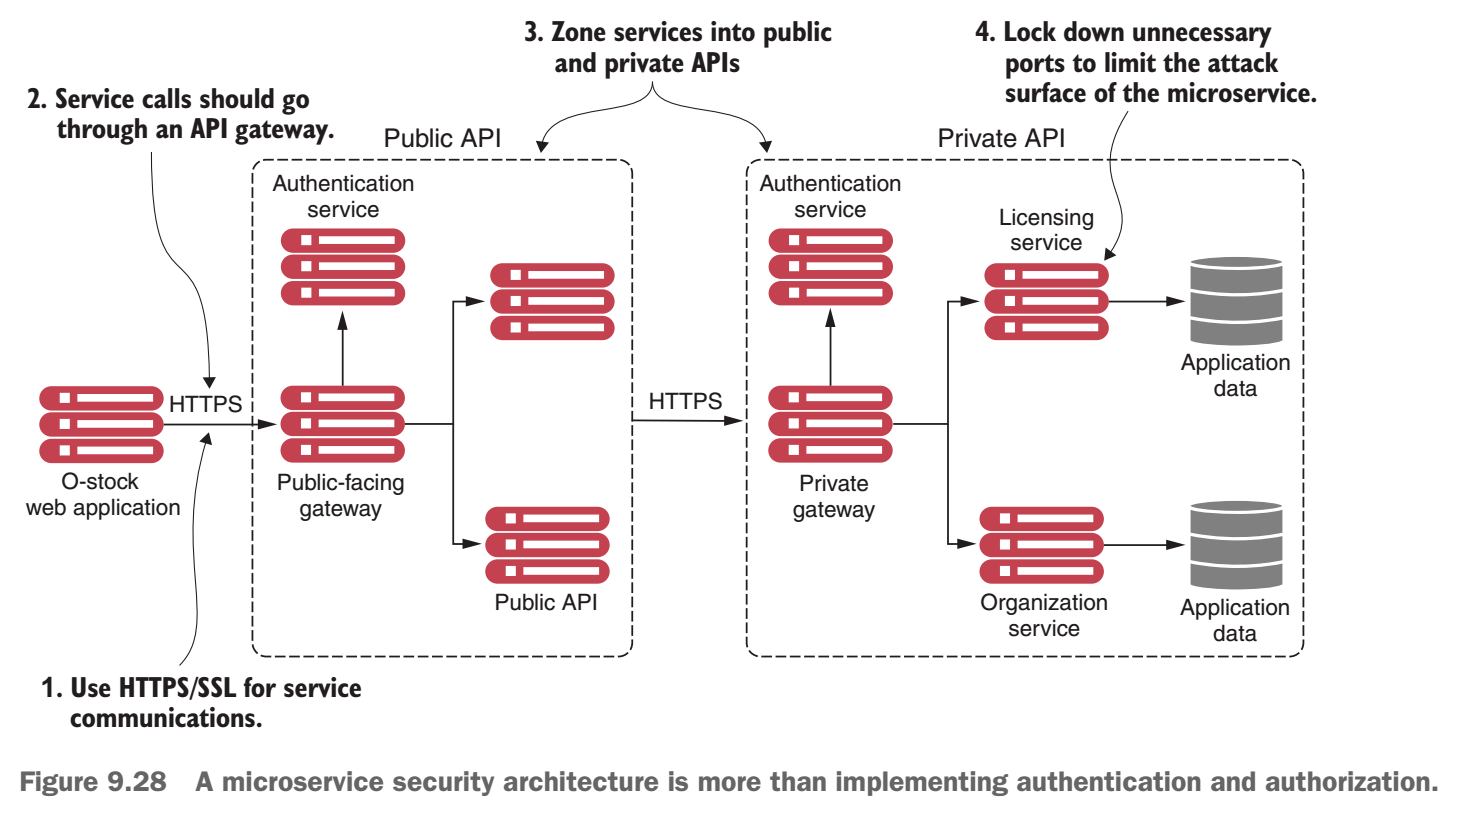 3. Zone services into public
and private APIs
4. Lock down unnecessary
ports to limit the attack
surface of the microservice.
2. Service calls should go
through an API gateway.
Public API
Private API
Authentication
service
Authentication
service
Licensing
service
Application
data
HTTPS
HTTPS
O-stock
web application
Public-facing
gateway
Private
gateway
Public API
Organization
service
Application
data
1. Use HTTPS/SSL for service
communications.
Figure 9.28 A microservice security architecture is more than implementing authentication and authorization.